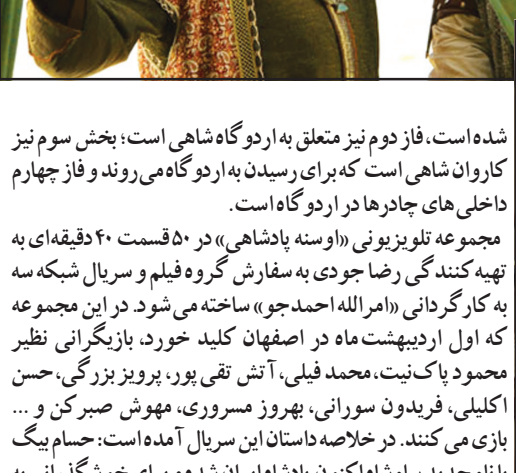 شده است، فاز دوم نیز متعلق به اردوگاه شاهی است؛ بخش سوم نیز
کاروان شاهی است که برای رسیدن به اردوگاه می‌روند و فاز چهارم
داخلی‌های چادرها در اردوگاه است.
مجموعه تلویزیونی «اوسنه پادشاهی» در ۵۰ قسمت ۴۰ دقیقه‌ای به
تهیه‌کنندگی رضا جودی به سفارش گروه فیلم و سریال شبکه سه
به کارگردانی «امرالله احمدجو» ساخته می‌شود. در این مجموعه
که اول اردیبهشت‌ماه در اصفهان کلید خورد، بازیگرانی نظیر
محمود پاک‌نیت، محمد فیلی، آتش تقی‌پور، پرویز بزرگی، حسن
اکلیلی، فریدون سورانی، بهروز مسروری، مهوش صبرکن و ...
بازی می‌کنند. در خلاصه داستان این سریال آمده است: حسام بیگ